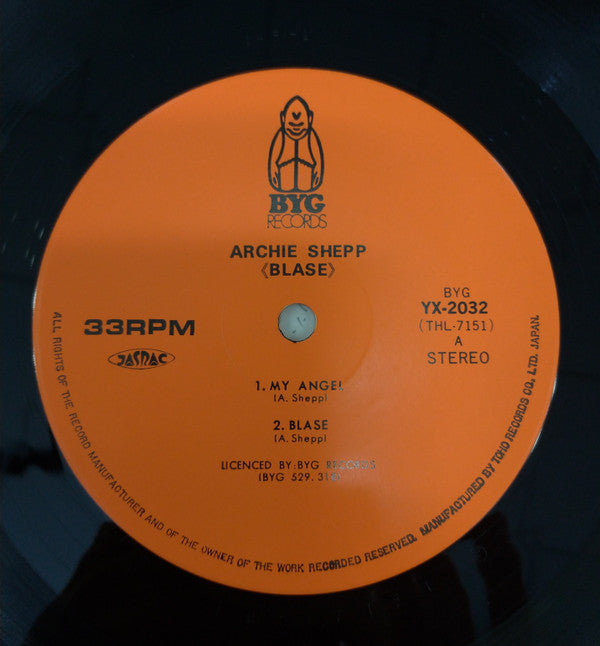 BYG
RECORDS
ARCHIE SHEPP
《BLASE》
33RPM
JASRAC
BYG
YX-2032
(THL-7151)
A
STEREO
1. MY ANGEL
(A. Shepp)
2. BLASE
(A. Shepp)
LICENCED BY: BYG RECORDS
(BYG 529.
ALL RIGHTS OF THE RECORD MANUFACTURER AND OF THE OWNER OF THE WORK RECORDED RESERVED. MANUFACTURED BY TOHO RECORDS CO., LTD. JAPAN.